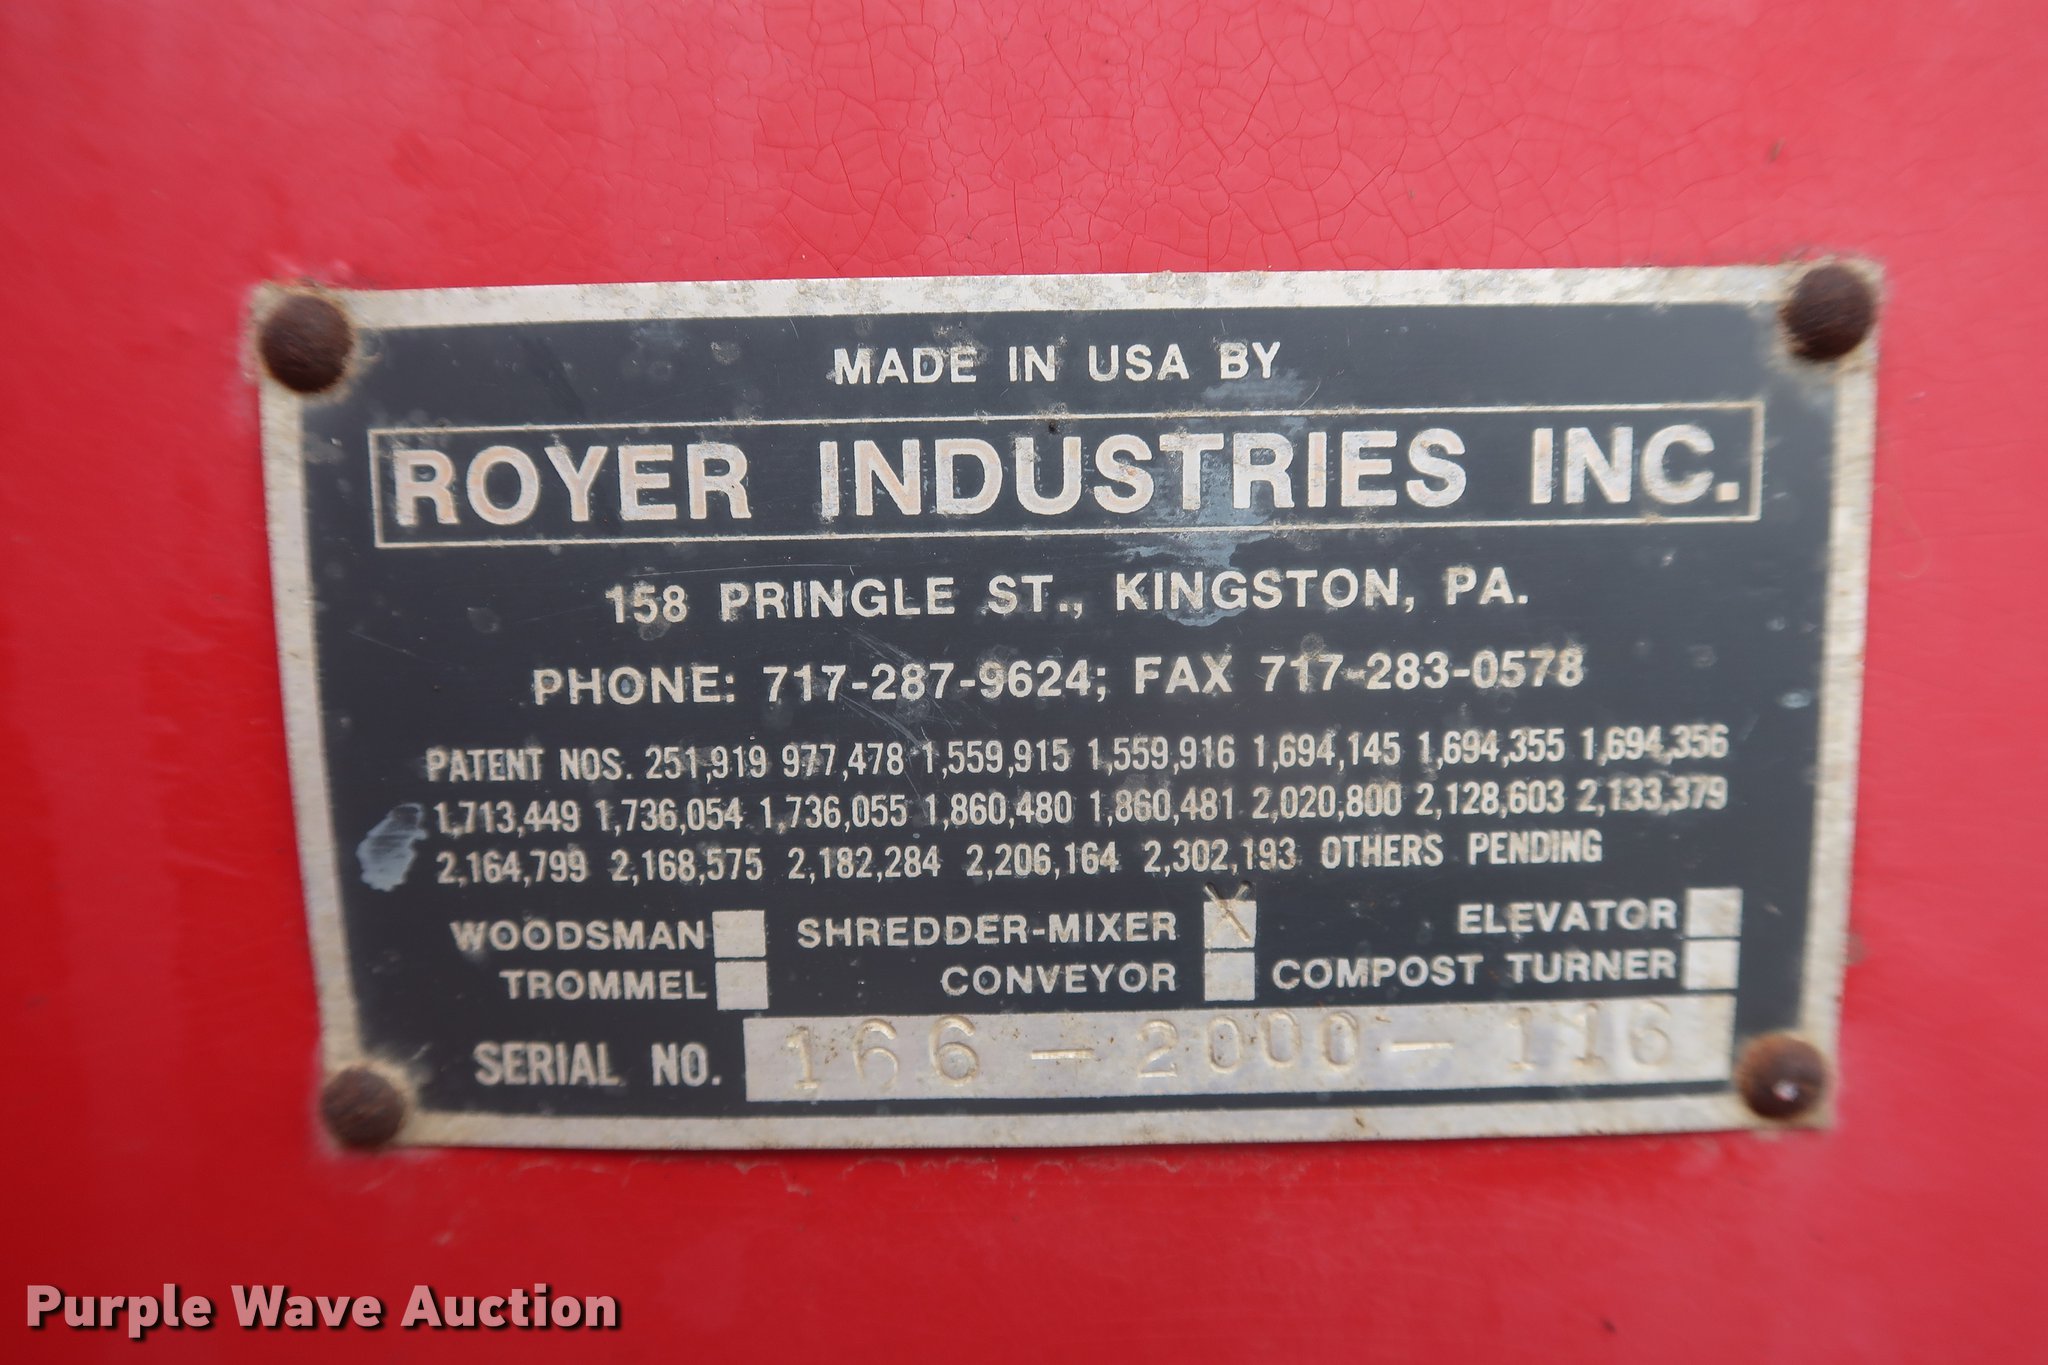 MADE IN USA BY
ROYER INDUSTRIES INC.
158 PRINGLE ST., KINGSTON, PA.
PHONE: 717-287-9624; FAX 717-283-0578
PATENT NOS. 251,919 977,478 1,559,915 1,559,916 1,694,145 1,694,355 1,694,356
1,713,449 1,736,054 1,736,055 1,860,480 1,860,481 2,020,800 2,128,603 2,133,379
2,164,799 2,168,575 2,182,284 2,206,164 2,302,193 OTHERS PENDING
WOODSMAN SHREDDER-MIXER X ELEVATOR
TROMMEL CONVEYOR COMPOST TURNER
SERIAL NO. 166-2000-116
Purple Wave Auction